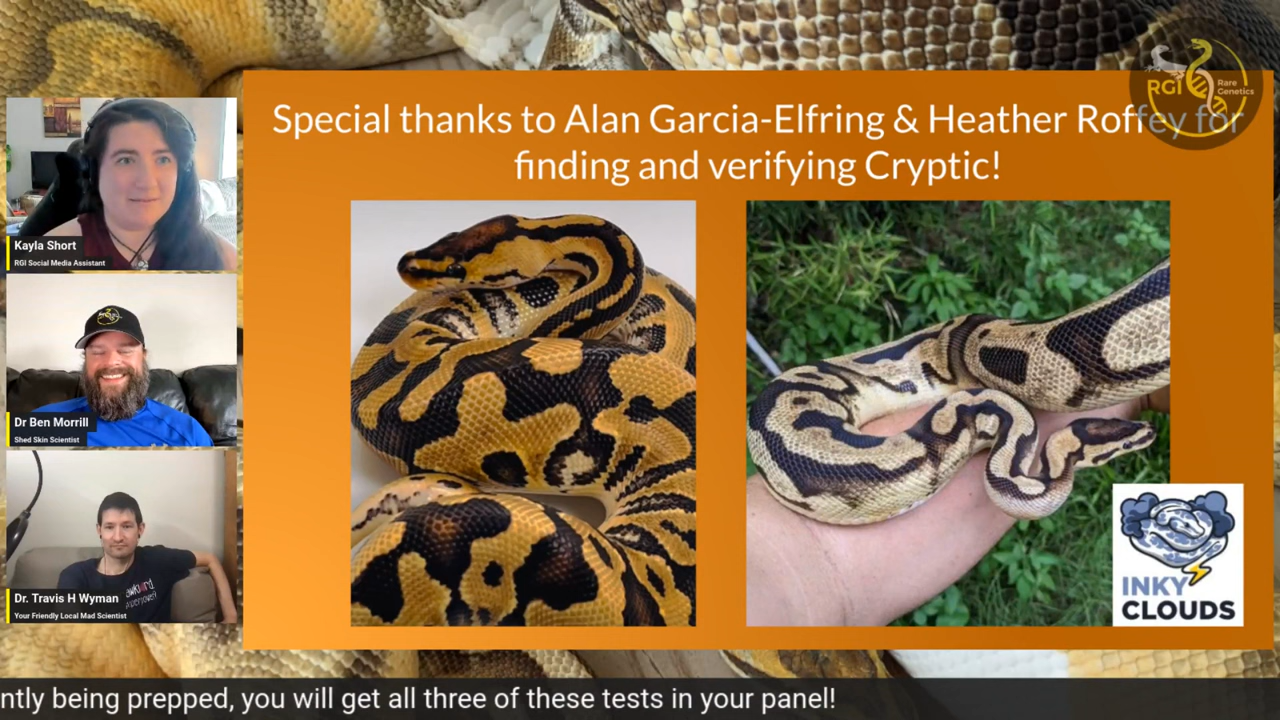 Special thanks to Alan Garcia-Elfring & Heather Roffey for
finding and verifying Cryptic!
RGI
Rare
Genetics
Kayla Short
RGI Social Media Assistant
Dr Ben Morrill
Shed Skin Scientist
awkward
Dr. Travis H Wyman
Your Friendly Local Mad Scientist
INKY
CLOUDS
ntly being prepped, you will get all three of these tests in your panel!